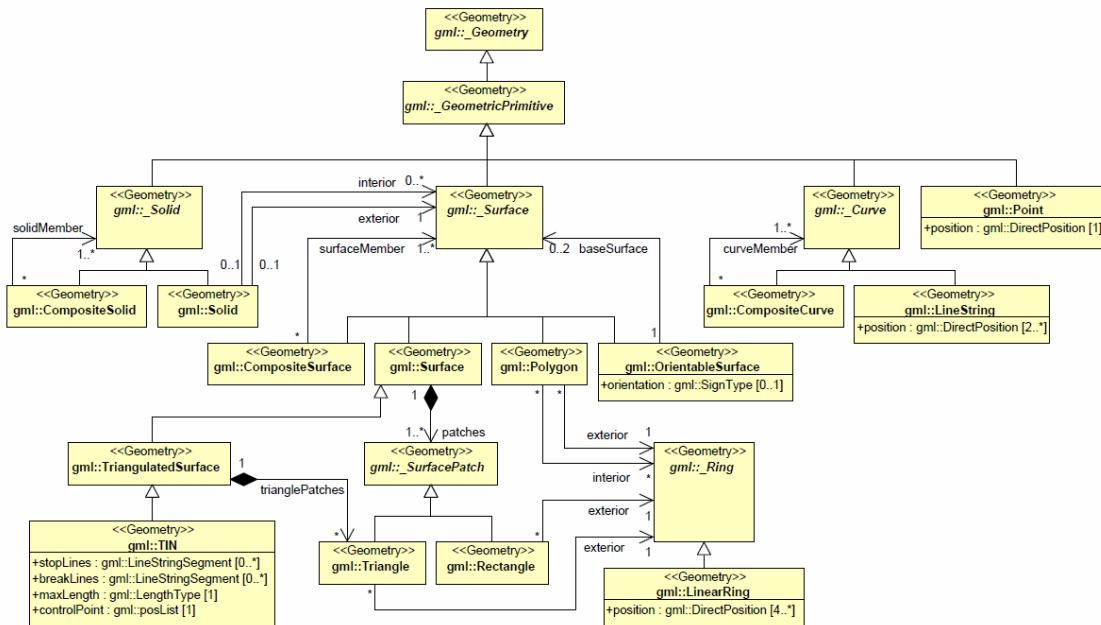 <<Geometry>>
gml::_Geometry
<<Geometry>>
gml::_GeometricPrimitive
<<Geometry>>
gml::_Solid
interior 0..*
exterior 1
<<Geometry>>
gml::_Surface
<<Geometry>>
gml::_Curve
<<Geometry>>
gml::Point
+position : gml::DirectPosition [1]
solidMember
1..*
*
0..1
0..1
surfaceMember 1..*
0..2 baseSurface
1..*
curveMember
*
<<Geometry>>
gml::CompositeSolid
<<Geometry>>
gml::Solid
<<Geometry>>
gml::CompositeCurve
<<Geometry>>
gml::LineString
+position : gml::DirectPosition [2..*]
*
1
<<Geometry>>
gml::CompositeSurface
<<Geometry>>
gml::Surface
<<Geometry>>
gml::Polygon
<<Geometry>>
gml::OrientableSurface
+orientation : gml::SignType [0..1]
1
*
*
1..* patches
exterior
1
interior
*
<<Geometry>>
gml::TriangulatedSurface
1
trianglePatches
*
<<Geometry>>
gml::_SurfacePatch
<<Geometry>>
gml::_Ring
exterior
1
exterior
1
<<Geometry>>
gml::TIN
+stopLines : gml::LineStringSegment [0..*]
+breakLines : gml::LineStringSegment [0..*]
+maxLength : gml::LengthType [1]
+controlPoint : gml::posList [1]
<<Geometry>>
gml::Triangle
*
<<Geometry>>
gml::Rectangle
*
<<Geometry>>
gml::LinearRing
+position : gml::DirectPosition [4..*]